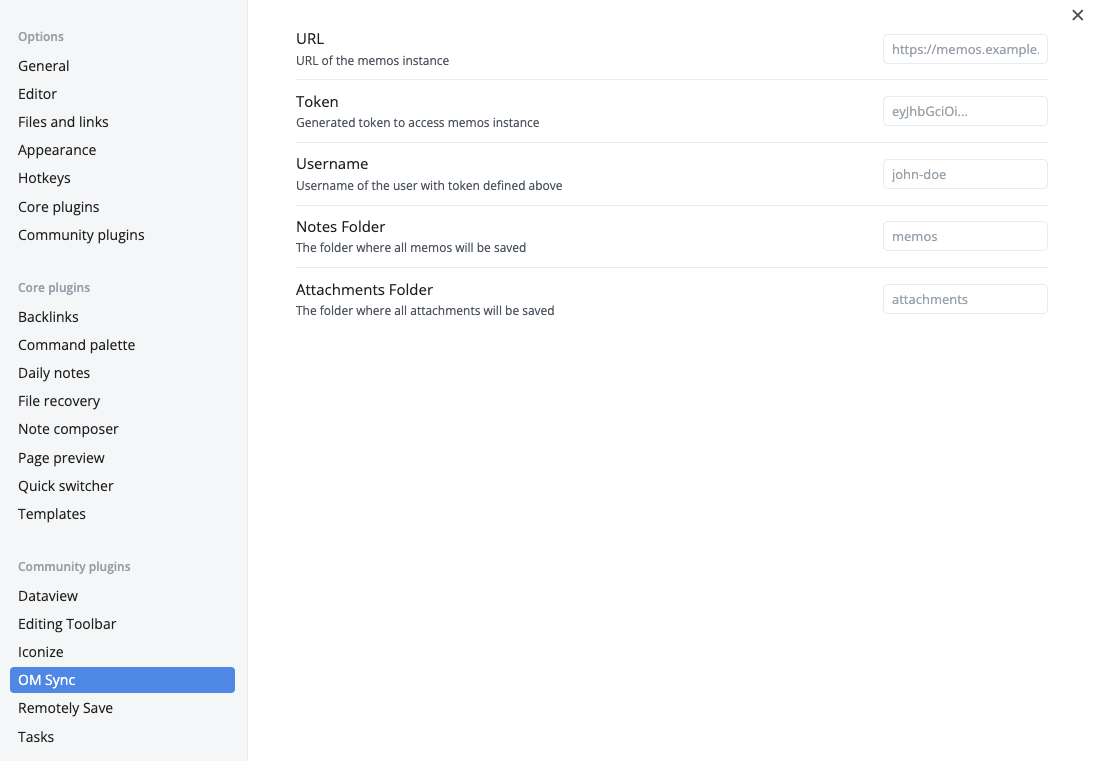 Options
General
Editor
Files and links
Appearance
Hotkeys
Core plugins
Community plugins
Core plugins
Backlinks
Command palette
Daily notes
File recovery
Note composer
Page preview
Quick switcher
Templates
Community plugins
Dataview
Editing Toolbar
Iconize
OM Sync
Remotely Save
Tasks
URL
URL of the memos instance
https://memos.example.
Token
Generated token to access memos instance
eyJhbGciOi...
Username
Username of the user with token defined above
john-doe
Notes Folder
The folder where all memos will be saved
memos
Attachments Folder
The folder where all attachments will be saved
attachments